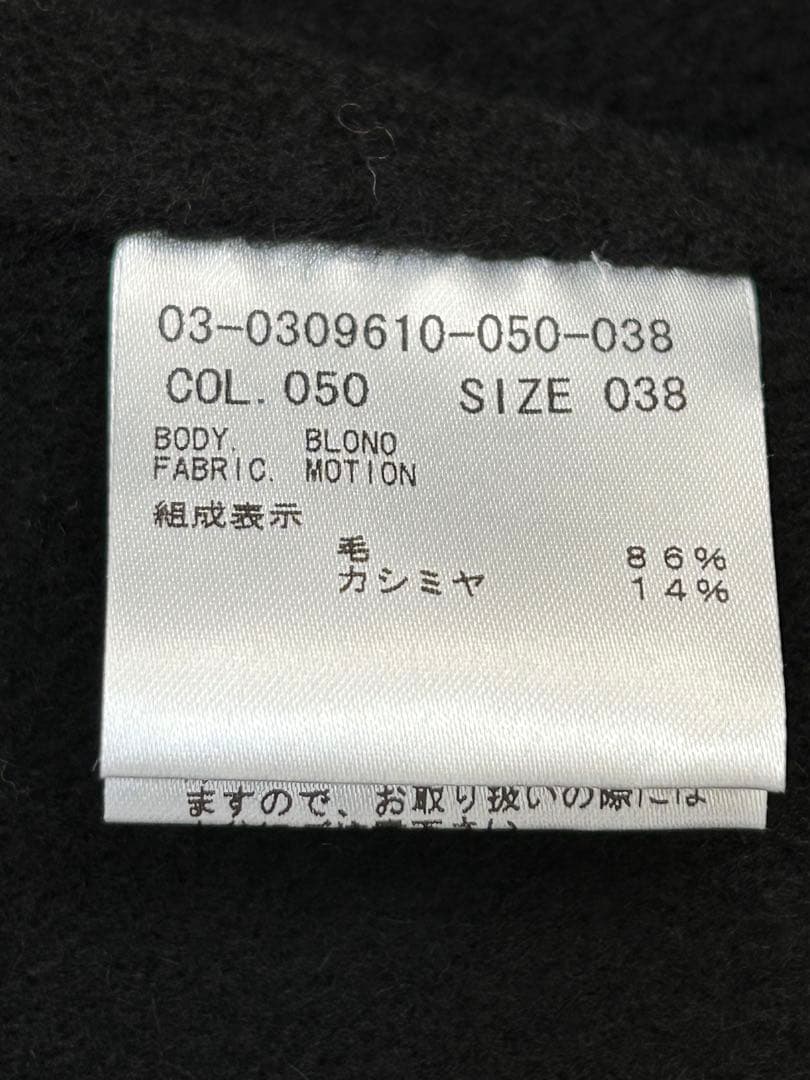 03-0309610-050-038
COL. 050 SIZE 038
BODY. BLONO
FABRIC. MOTION
組成表示
毛 86%
カシミヤ 14%
ますので、お取り扱いの際には